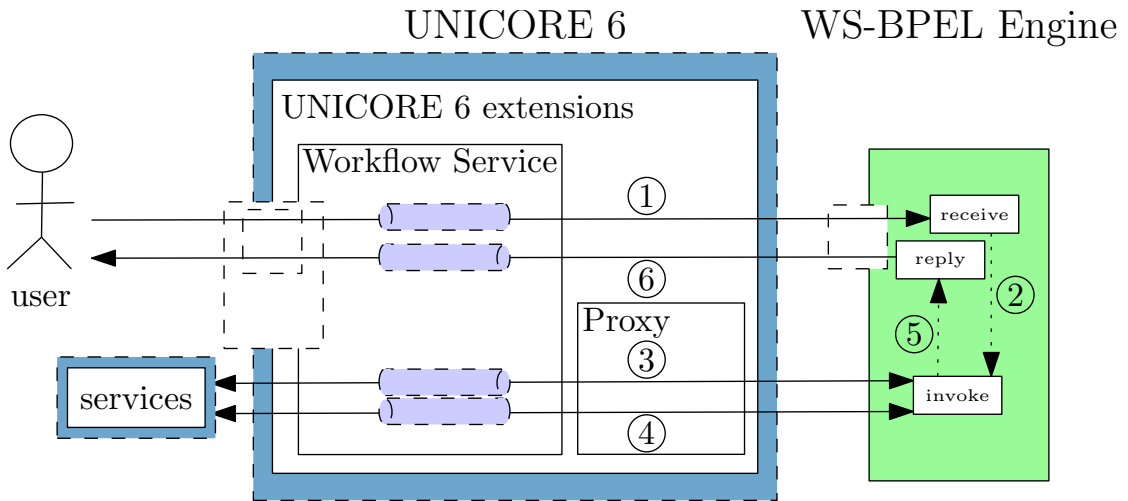 UNICORE 6
WS-BPEL Engine
UNICORE 6 extensions
Workflow Service
①
receive
reply
user
⑥
②
Proxy
⑤
③
services
invoke
④